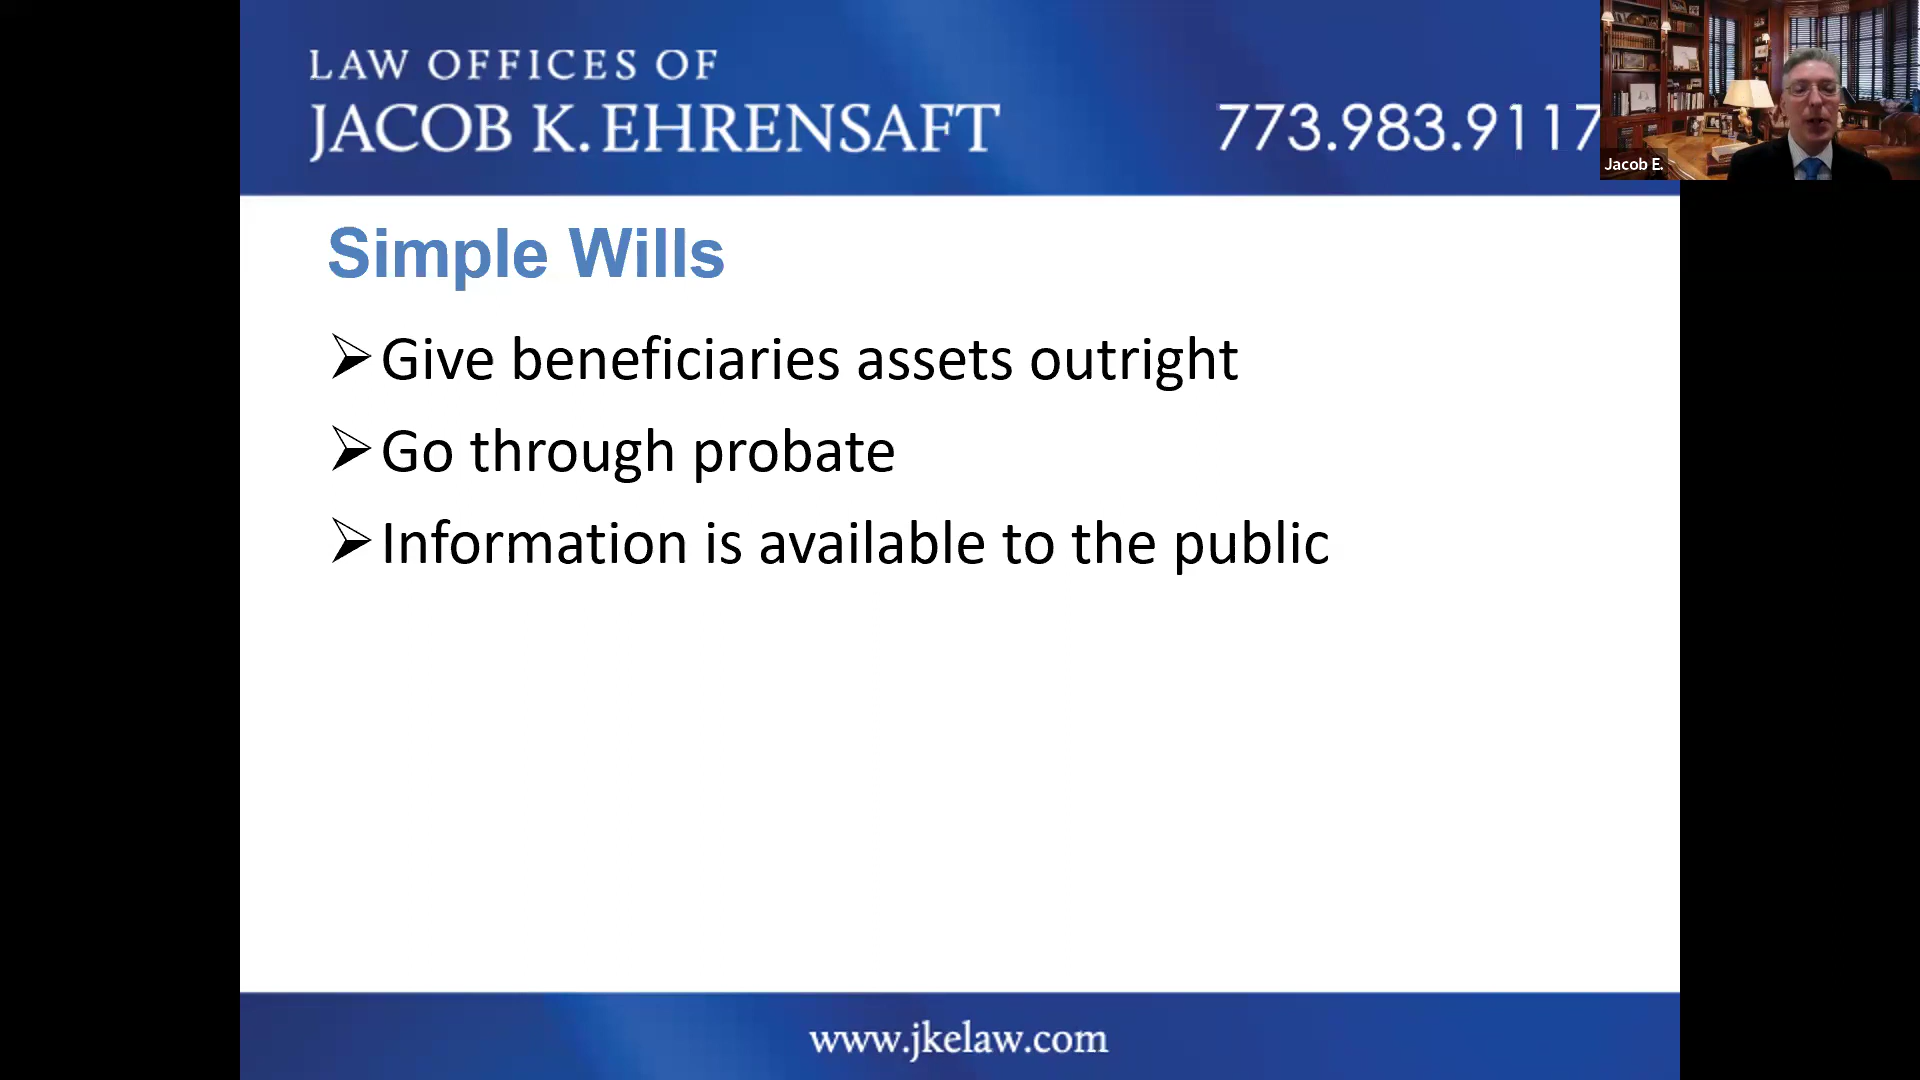 LAW OFFICES OF
JACOB K. EHRENSAFT
773.983.9117
Jacob E.
Simple Wills
Give beneficiaries assets outright
Go through probate
Information is available to the public
www.jkelaw.com